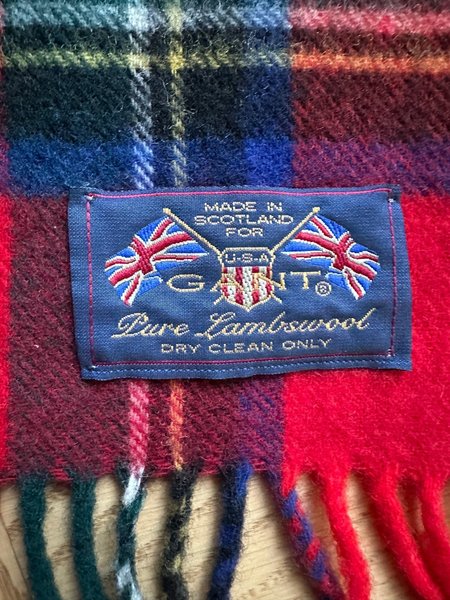 MADE IN
SCOTLAND
FOR
U·S·A
GANT®
Pure Lambswool
DRY CLEAN ONLY